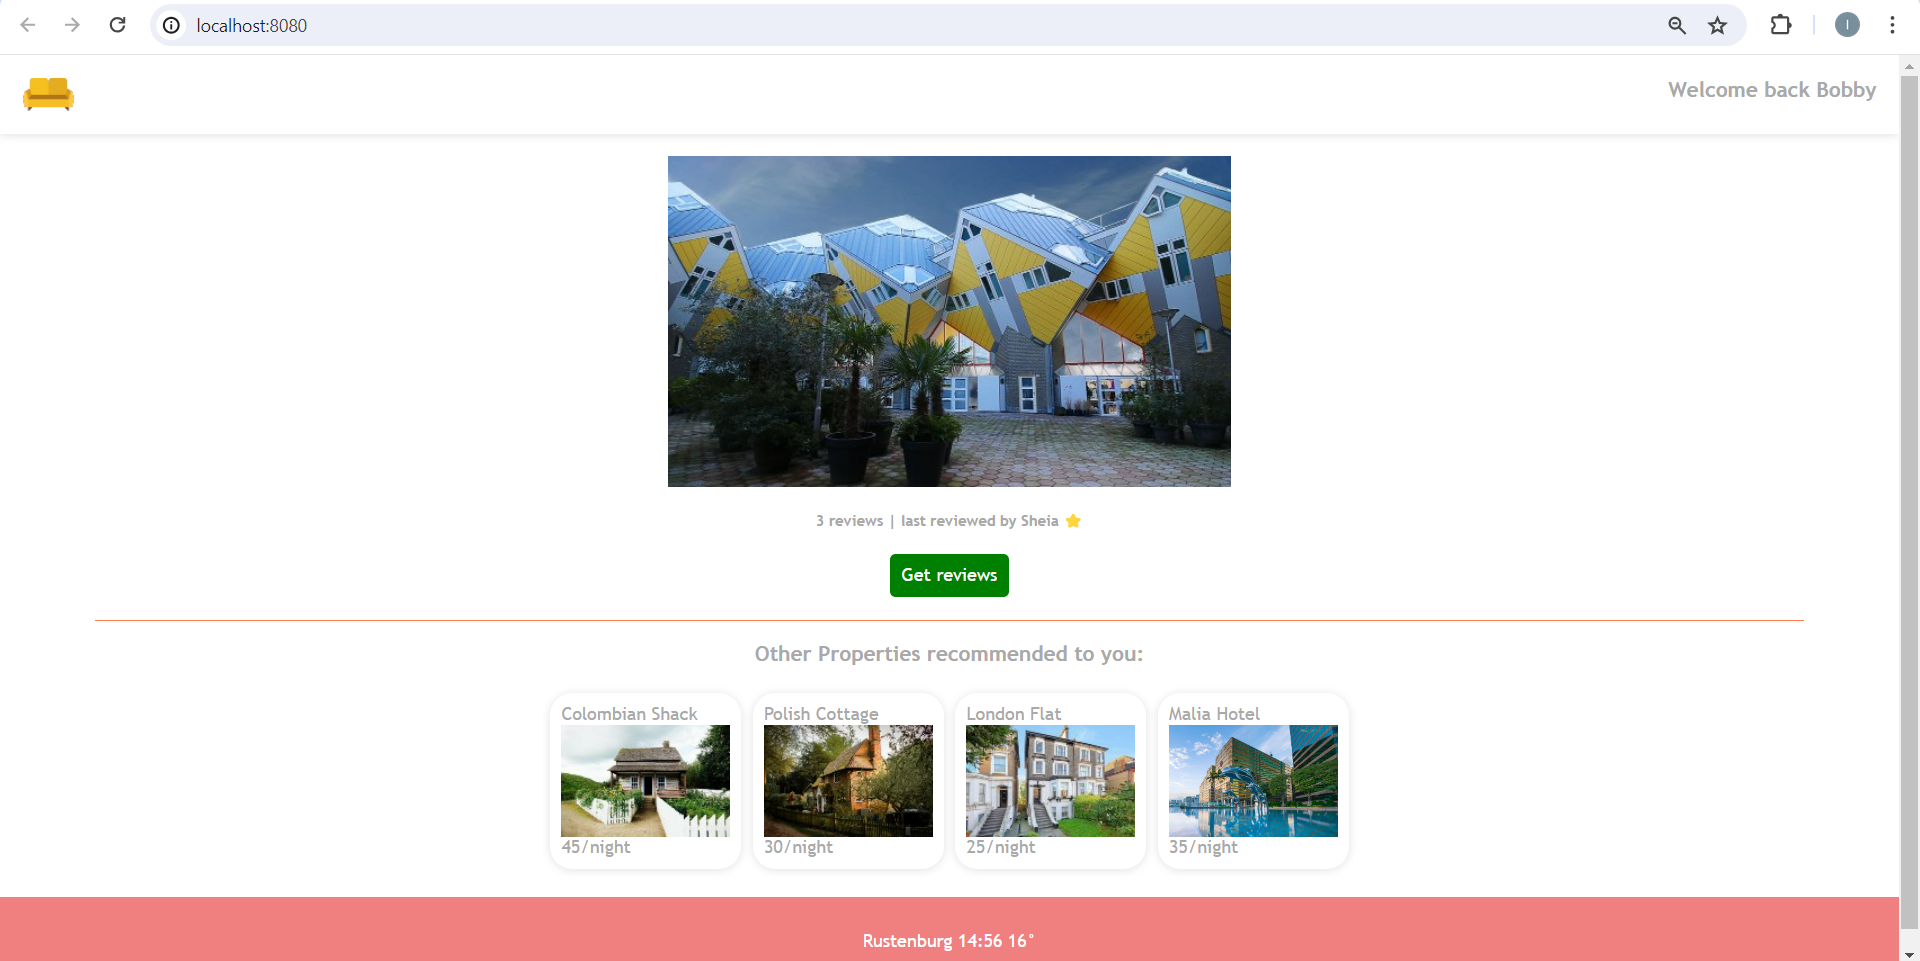 localhost:8080
I
Welcome back Bobby
3 reviews | last reviewed by Sheia ⭐
Get reviews
Other Properties recommended to you:
Colombian Shack
45/night
Polish Cottage
30/night
London Flat
25/night
Malia Hotel
35/night
Rustenburg 14:56 16°